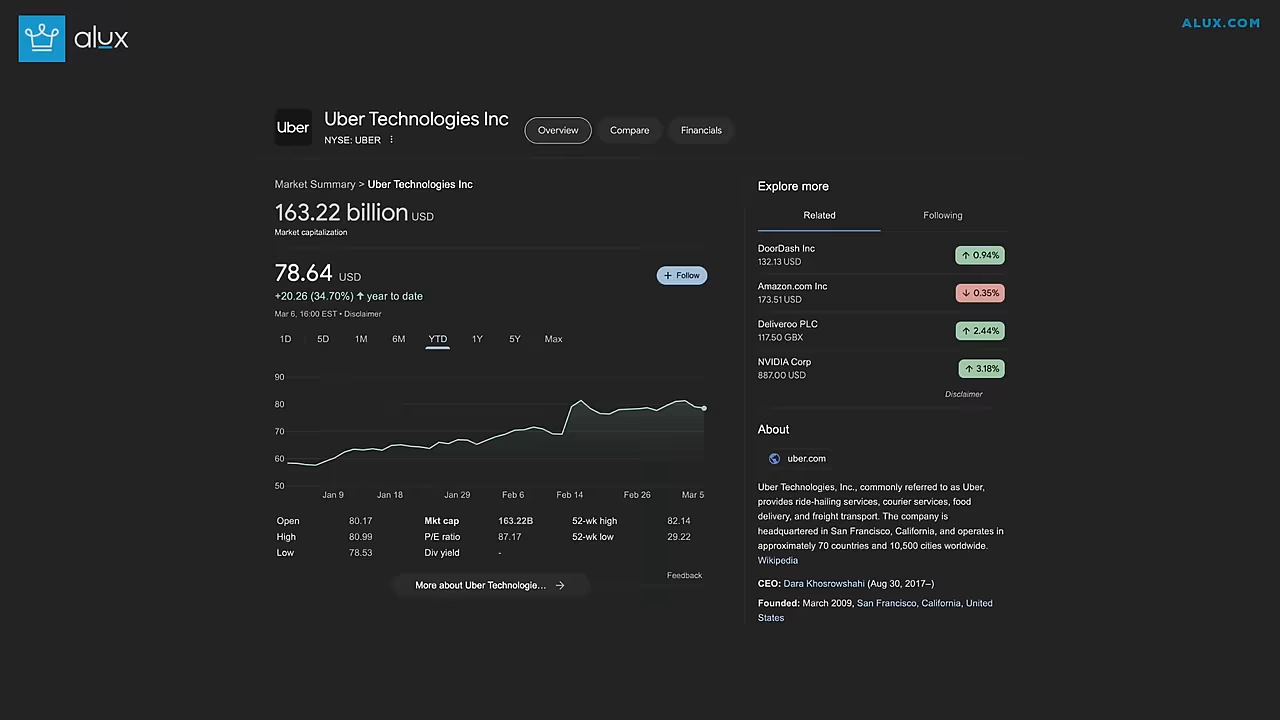 alux
ALUX.COM
Uber
Uber Technologies Inc
NYSE: UBER ⋮
Overview
Compare
Financials
Market Summary > Uber Technologies Inc
163.22 billion USD
Market capitalization
78.64 USD
+ Follow
+20.26 (34.70%) ↑ year to date
Mar 6, 16:00 EST • Disclaimer
1D 5D 1M 6M YTD 1Y 5Y Max
90
80
70
60
50
Jan 9 Jan 18 Jan 29 Feb 6 Feb 14 Feb 26 Mar 5
Open 80.17 Mkt cap 163.22B 52-wk high 82.14
High 80.99 P/E ratio 87.17 52-wk low 29.22
Low 78.53 Div yield -
Feedback
More about Uber Technologie... →
Explore more
Related Following
DoorDash Inc
132.13 USD
↑ 0.94%
Amazon.com Inc
173.51 USD
↓ 0.35%
Deliveroo PLC
117.50 GBX
↑ 2.44%
NVIDIA Corp
887.00 USD
↑ 3.18%
Disclaimer
About
uber.com
Uber Technologies, Inc., commonly referred to as Uber,
provides ride-hailing services, courier services, food
delivery, and freight transport. The company is
headquartered in San Francisco, California, and operates in
approximately 70 countries and 10,500 cities worldwide.
Wikipedia
CEO: Dara Khosrowshahi (Aug 30, 2017–)
Founded: March 2009, San Francisco, California, United
States